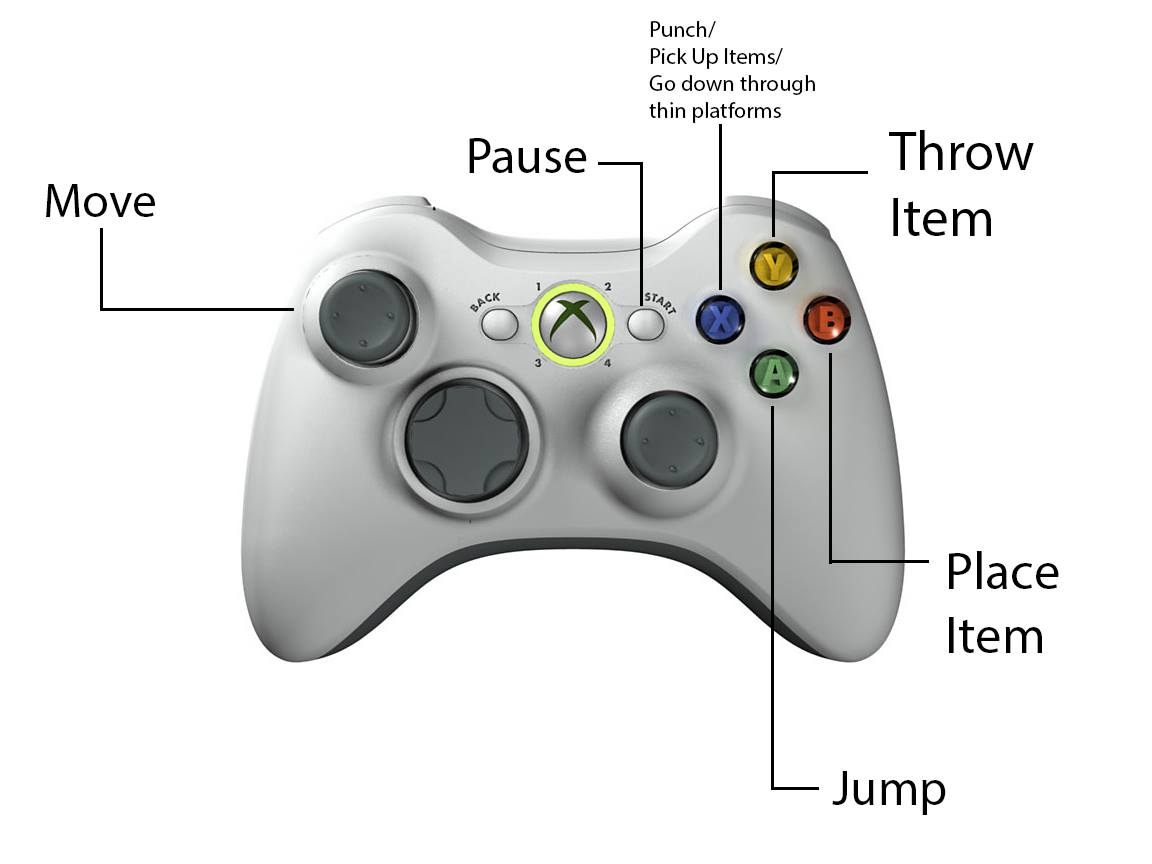 Punch/
Pick Up Items/
Go down through
thin platforms
Pause
Throw
Item
Move
Y
1
2
BACK
START
X
B
3
4
A
Place
Item
Jump